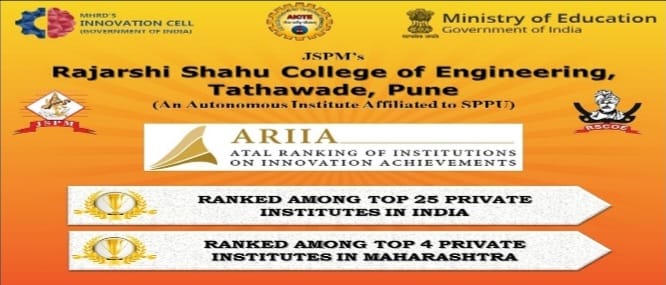 MHRD'S
INNOVATION CELL
(GOVERNMENT OF INDIA)
AICTE
Ministry of Education
Government of India
JSPM's
Rajarshi Shahu College of Engineering,
Tathawade, Pune
(An Autonomous Institute Affiliated to SPPU)
JSPM
RSCOE
ARIIA
ATAL RANKING OF INSTITUTIONS
ON INNOVATION ACHIEVEMENTS
RANKED AMONG TOP 25 PRIVATE
INSTITUTES IN INDIA
RANKED AMONG TOP 4 PRIVATE
INSTITUTES IN MAHARASHTRA